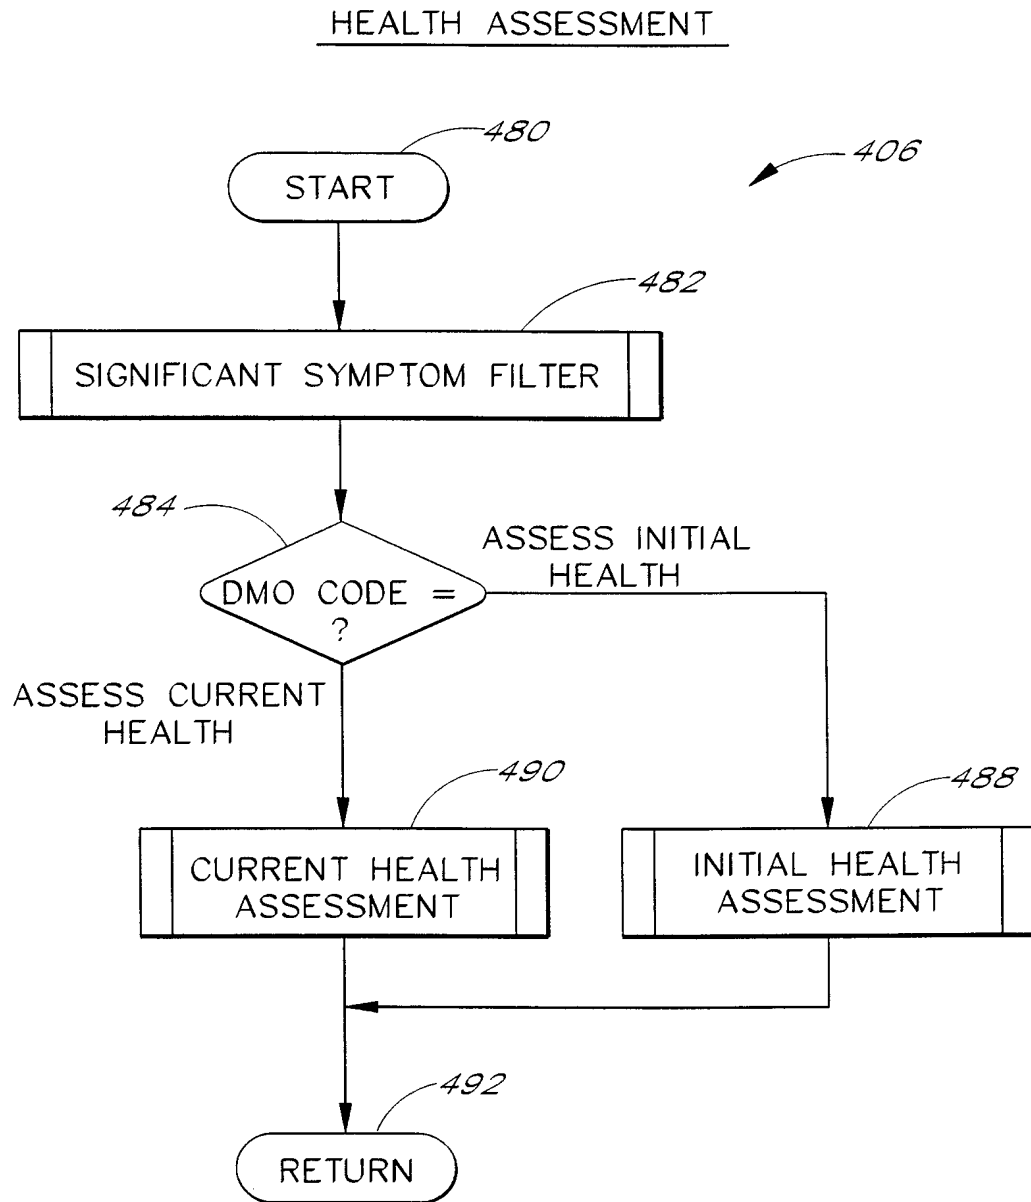 HEALTH ASSESSMENT
480
406
START
482
SIGNIFICANT SYMPTOM FILTER
484
ASSESS INITIAL
HEALTH
DMO CODE =
?
ASSESS CURRENT
HEALTH
490
488
CURRENT HEALTH
ASSESSMENT
INITIAL HEALTH
ASSESSMENT
492
RETURN